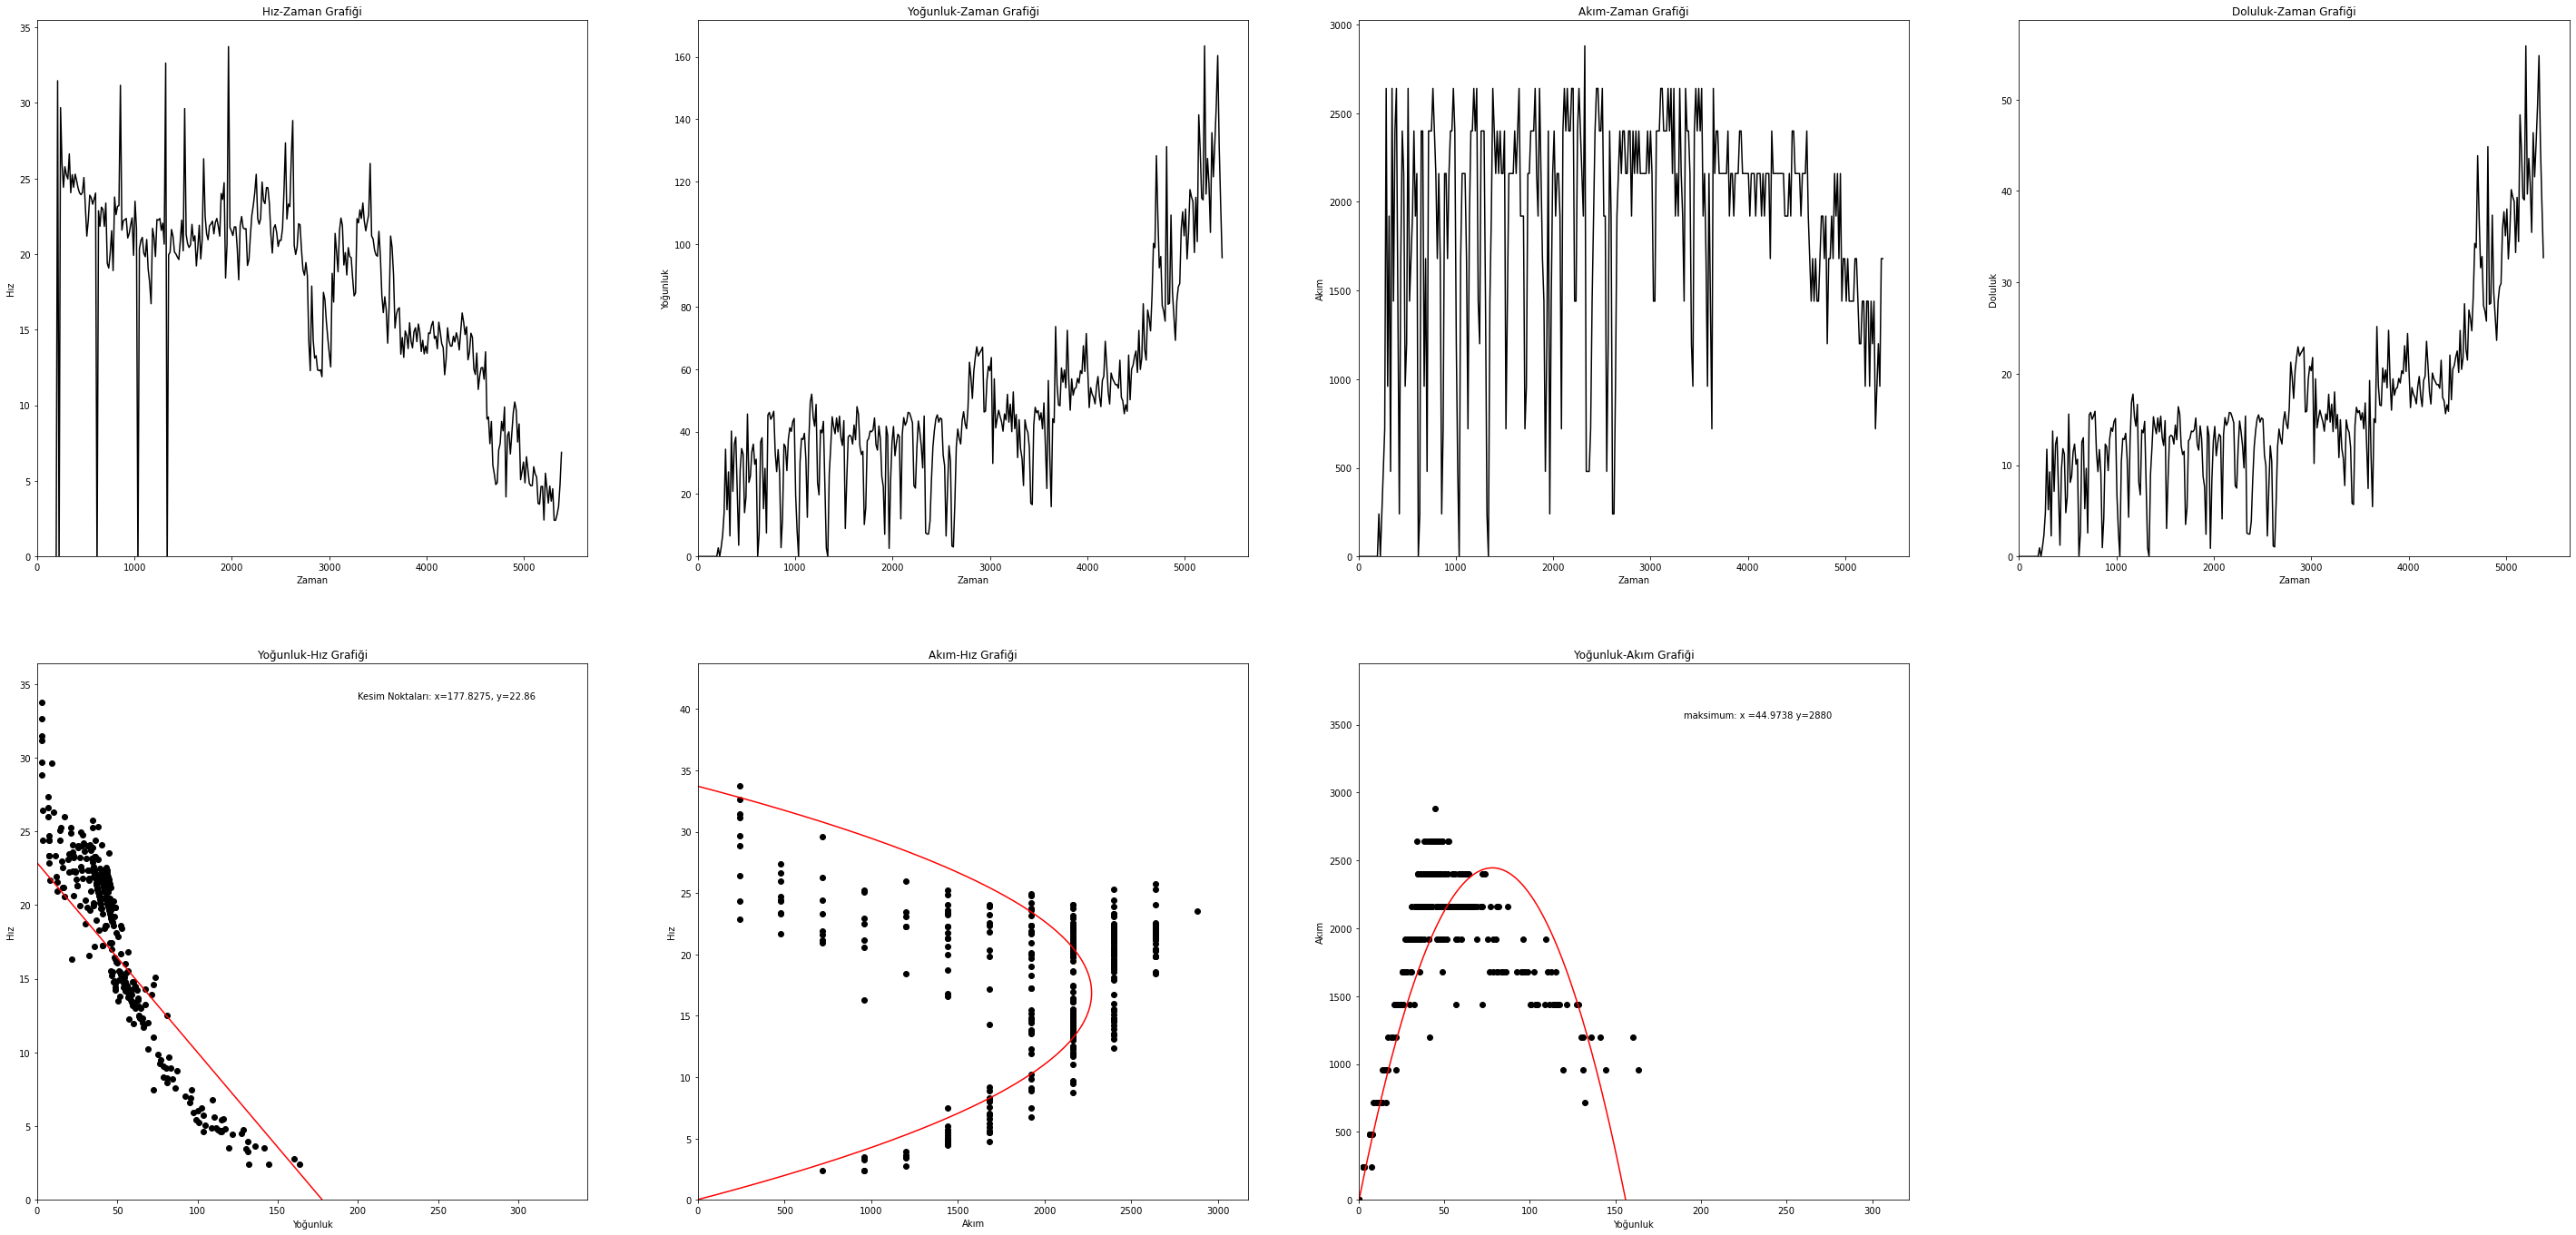 Hız-Zaman Grafiği
35
30
25
20
15
10
5
0
Hız
0 1000 2000 3000 4000 5000
Zaman
Yoğunluk-Zaman Grafiği
160
140
120
100
80
60
40
20
0
Yoğunluk
0 1000 2000 3000 4000 5000
Zaman
Akım-Zaman Grafiği
3000
2500
2000
1500
1000
500
0
Akım
0 1000 2000 3000 4000 5000
Zaman
Doluluk-Zaman Grafiği
50
40
30
20
10
0
Doluluk
0 1000 2000 3000 4000 5000
Zaman
Yoğunluk-Hız Grafiği
Kesim Noktaları: x=177.8275, y=22.86
35
30
25
20
15
10
5
0
Hız
0 50 100 150 200 250 300
Yoğunluk
Akım-Hız Grafiği
40
35
30
25
20
15
10
5
0
Hız
0 500 1000 1500 2000 2500 3000
Akım
Yoğunluk-Akım Grafiği
maksimum: x =44.9738 y=2880
3500
3000
2500
2000
1500
1000
500
0
Akım
0 50 100 150 200 250 300
Yoğunluk